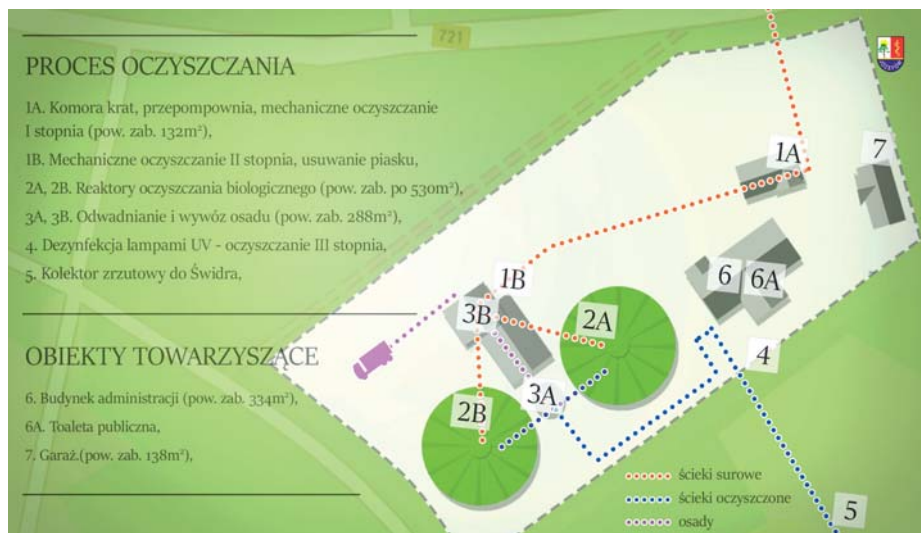 721
PROCES OCZYSZCZANIA
1A. Komora krat, przepompownia, mechaniczne oczyszczanie
I stopnia (pow. zab. 132m²),
1B. Mechaniczne oczyszczanie II stopnia, usuwanie piasku,
2A, 2B. Reaktory oczyszczania biologicznego (pow. zab. po 530m²),
3A, 3B. Odwadnianie i wywóz osadu (pow. zab. 288m²),
4. Dezynfekcja lampami UV - oczyszczanie III stopnia,
5. Kolektor zrzutowy do Świdra,
OBIEKTY TOWARZYSZĄCE
6. Budynek administracji (pow. zab. 334m²),
6A. Toaleta publiczna,
7. Garaż.(pow. zab. 138m²),
1A
7
1B
6
6A
3B
2A
4
3A
2B
5
ścieki surowe
ścieki oczyszczone
osady